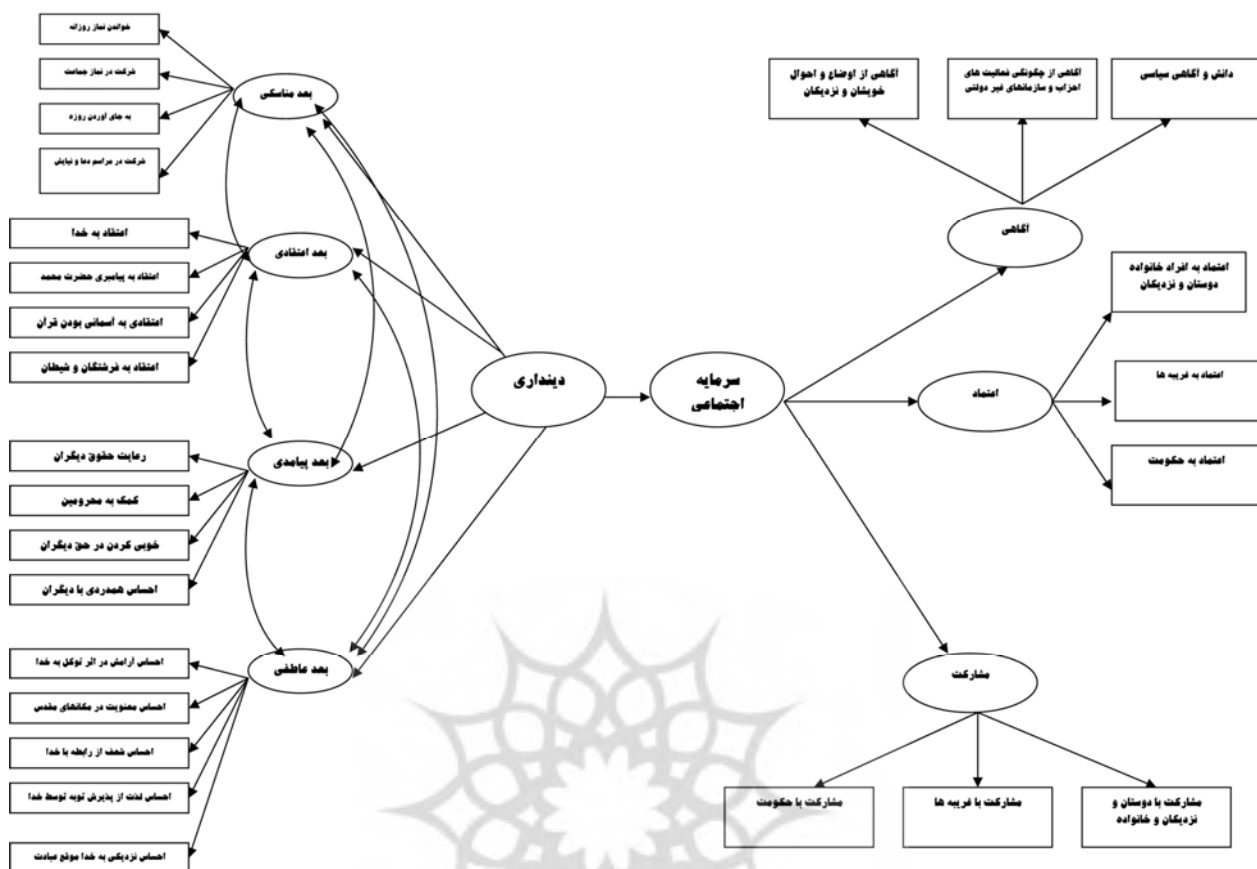 خواندن نماز روزانه
شرکت در نماز جماعت
به جای آوردن روزه
شرکت در مراسم دعا و نیایش
بعد مناسکی
اعتقاد به خدا
اعتقاد به پیامبری حضرت محمد
اعتقادی به آسمانی بودن قرآن
اعتقاد به فرشتگان و شیطان
بعد اعتقادی
رعایت حقوق دیگران
کمک به محرومین
خوبی کردن در حق دیگران
احساس همدردی با دیگران
بعد پیامدی
احساس آرامش در اثر توکل به خدا
احساس معنویت در مکانهای مقدس
احساس شعف از رابطه با خدا
احساس لذت از پذیرش توبه توسط خدا
احساس نزدیکی به خدا موقع عبادت
بعد عاطفی
دینداری
سرمایه
اجتماعی
آگاهی از اوضاع و احوال
خویشان و نزدیکان
آگاهی از چگونگی فعالیت های
احزاب و سازمانهای غیر دولتی
دانش و آگاهی سیاسی
آگاهی
اعتماد به افراد خانواده
دوستان و نزدیکان
اعتماد به غریبه ها
اعتماد به حکومت
اعتماد
مشارکت
مشارکت با حکومت
مشارکت با غریبه ها
مشارکت با دوستان و
نزدیکان و خانواده